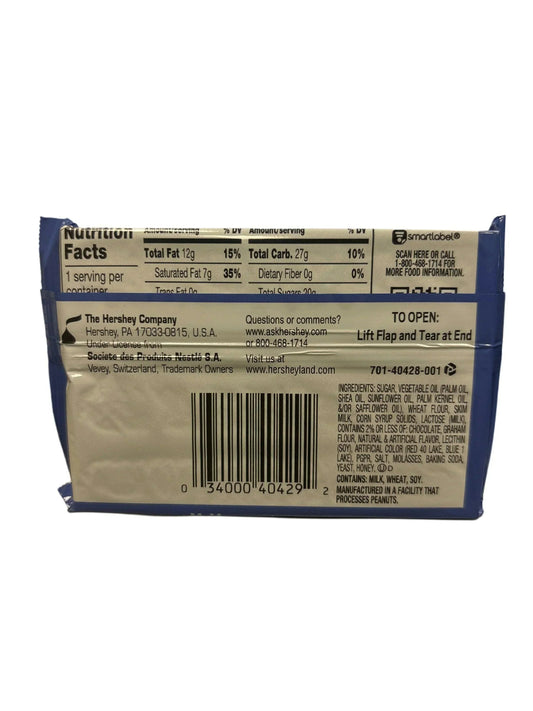 Nutrition
Facts
1 serving per
container
Amount/serving % DV
Total Fat 12g 15%
Saturated Fat 7g 35%
Trans Fat 0g
Amount/serving % DV
Total Carb. 27g 10%
Dietary Fiber 0g 0%
Total Sugars 20g
smartlabel®
SCAN HERE OR CALL
1-800-468-1714 FOR
MORE FOOD INFORMATION.
The Hershey Company
Hershey, PA 17033-0815, U.S.A.
Under License from
Societe des Produits Nestlé S.A.
Vevey, Switzerland, Trademark Owners
Questions or comments?
www.askhershey.com
or 800-468-1714
Visit us at
www.hersheyland.com
TO OPEN:
Lift Flap and Tear at End
701-40428-001
INGREDIENTS: SUGAR, VEGETABLE OIL (PALM OIL,
SHEA OIL, SUNFLOWER OIL, PALM KERNEL OIL,
&/OR SAFFLOWER OIL), WHEAT FLOUR, SKIM
MILK, CORN SYRUP SOLIDS, LACTOSE (MILK),
CONTAINS 2% OR LESS OF: CHOCOLATE, GRAHAM
FLOUR, NATURAL & ARTIFICIAL FLAVOR, LECITHIN
(SOY), ARTIFICIAL COLOR (RED 40 LAKE, BLUE 1
LAKE), PGPR, SALT, MOLASSES, BAKING SODA,
YEAST, HONEY. Ⓤ D
CONTAINS: MILK, WHEAT, SOY.
MANUFACTURED IN A FACILITY THAT
PROCESSES PEANUTS.
0 34000 40429 2